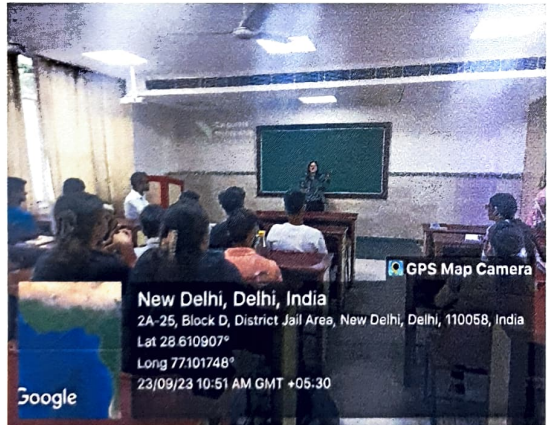 GPS Map Camera
New Delhi, Delhi, India
2A-25, Block D, District Jail Area, New Delhi, Delhi, 110058, India
Lat 28.610907°
Long 77.101748°
23/09/23 10:51 AM GMT +05:30
Google